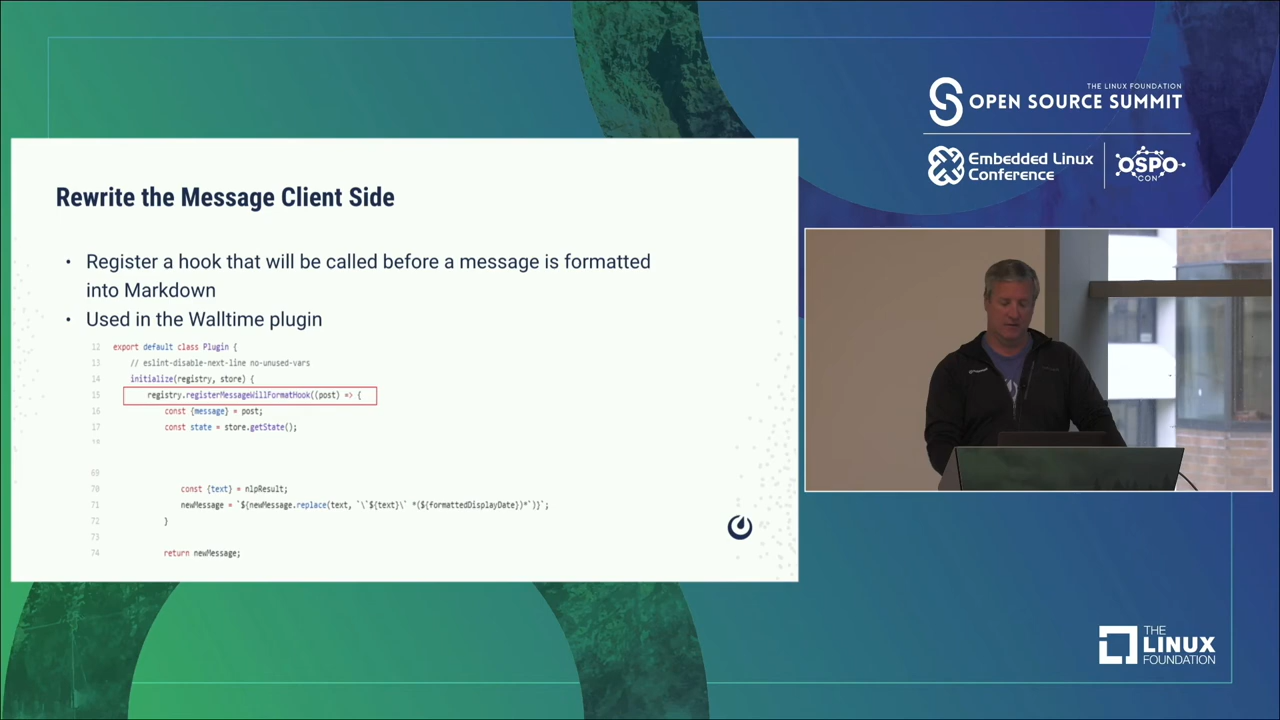 THE LINUX FOUNDATION
OPEN SOURCE SUMMIT
Embedded Linux
Conference
OSPO
CON
Rewrite the Message Client Side
• Register a hook that will be called before a message is formatted
into Markdown
• Used in the Walltime plugin
12 export default class Plugin {
13 // eslint-disable-next-line no-unused-vars
14 initialize(registry, store) {
15 registry.registerMessageWillFormatHook((post) => {
16 const {message} = post;
17 const state = store.getState();
18
69
70 const {text} = nlpResult;
71 newMessage = `${newMessage.replace(text, `\`${text}\` *(${formattedDisplayDate})*`)}`;
72 }
73
74 return newMessage;
THE
LINUX
FOUNDATION